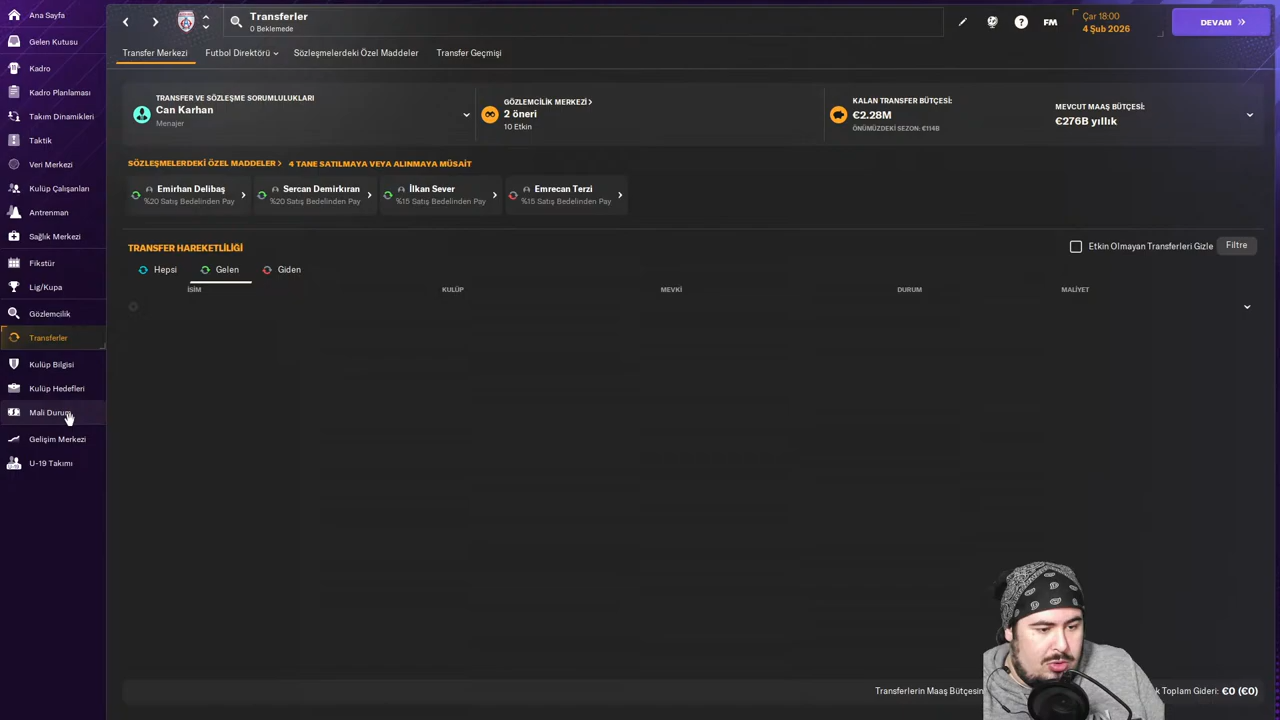 Ana Sayfa
Gelen Kutusu
Kadro
Kadro Planlaması
Takım Dinamikleri
Taktik
Veri Merkezi
Kulüp Çalışanları
Antrenman
Sağlık Merkezi
Fikstür
Lig/Kupa
Gözlemcilik
Transferler
Kulüp Bilgisi
Kulüp Hedefleri
Mali Durum
Gelişim Merkezi
U-19 Takımı
Transferler
0 Beklemede
FM
Çar 18:00
4 Şub 2026
DEVAM
Transfer Merkezi
Futbol Direktörü
Sözleşmelerdeki Özel Maddeler
Transfer Geçmişi
TRANSFER VE SÖZLEŞME SORUMLULUKLARI
Can Karhan
Menajer
GÖZLEMCİLİK MERKEZİ
2 öneri
10 Etkin
KALAN TRANSFER BÜTÇESİ:
€2.28M
ÖNÜMÜZDEKİ SEZON: €114B
MEVCUT MAAŞ BÜTÇESİ:
€276B yıllık
SÖZLEŞMELERDEKİ ÖZEL MADDELER
4 TANE SATILMAYA VEYA ALINMAYA MÜSAİT
Emirhan Delibaş
%20 Satış Bedelinden Pay
Sercan Demirkıran
%20 Satış Bedelinden Pay
İlkan Sever
%15 Satış Bedelinden Pay
Emrecan Terzi
%15 Satış Bedelinden Pay
TRANSFER HAREKETLİLİĞİ
Etkin Olmayan Transferleri Gizle
Filtre
Hepsi
Gelen
Giden
İSİM
KULÜP
MEVKİ
DURUM
MALİYET
Transferlerin Maaş Bütçesin
Toplam Gideri: €0 (€0)